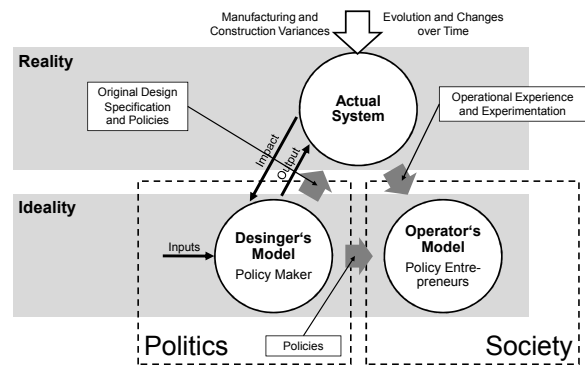 Manufacturing and
Construction Variances
Evolution and Changes
over Time
Reality
Original Design
Specification
and Policies
Actual
System
Operational Experience
and Experimentation
Impact
Output
Ideality
Inputs
Desinger‘s
Model
Policy Maker
Operator‘s
Model
Policy Entre-
preneurs
Politics
Policies
Society